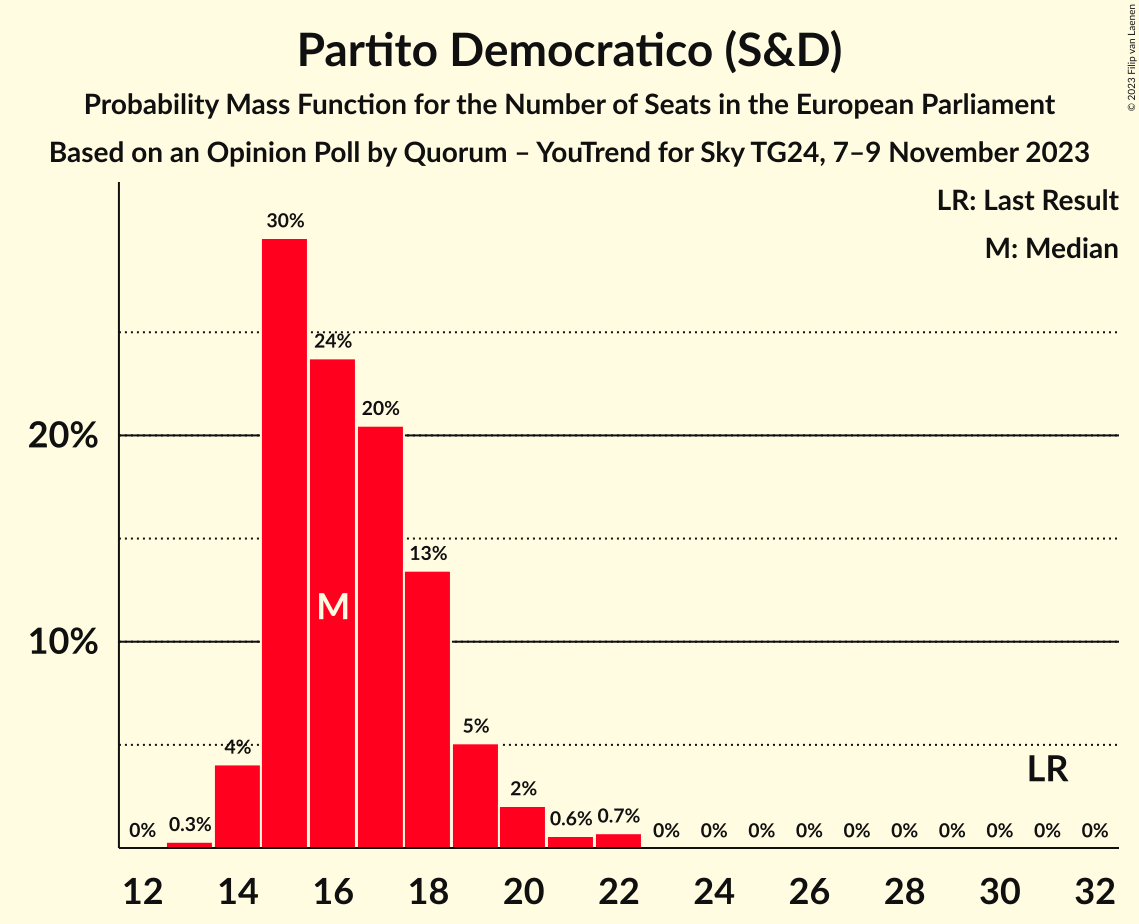 Partito Democratico (S&D)
Probability Mass Function for the Number of Seats in the European Parliament
Based on an Opinion Poll by Quorum – YouTrend for Sky TG24, 7–9 November 2023
© 2023 Filip van Laenen
LR: Last Result
M: Median
20%
10%
0%
0.3%
4%
30%
24%
20%
13%
5%
2%
0.6%
0.7%
0%
0%
0%
0%
0%
0%
0%
0%
0%
0%
M
LR
12 14 16 18 20 22 24 26 28 30 32